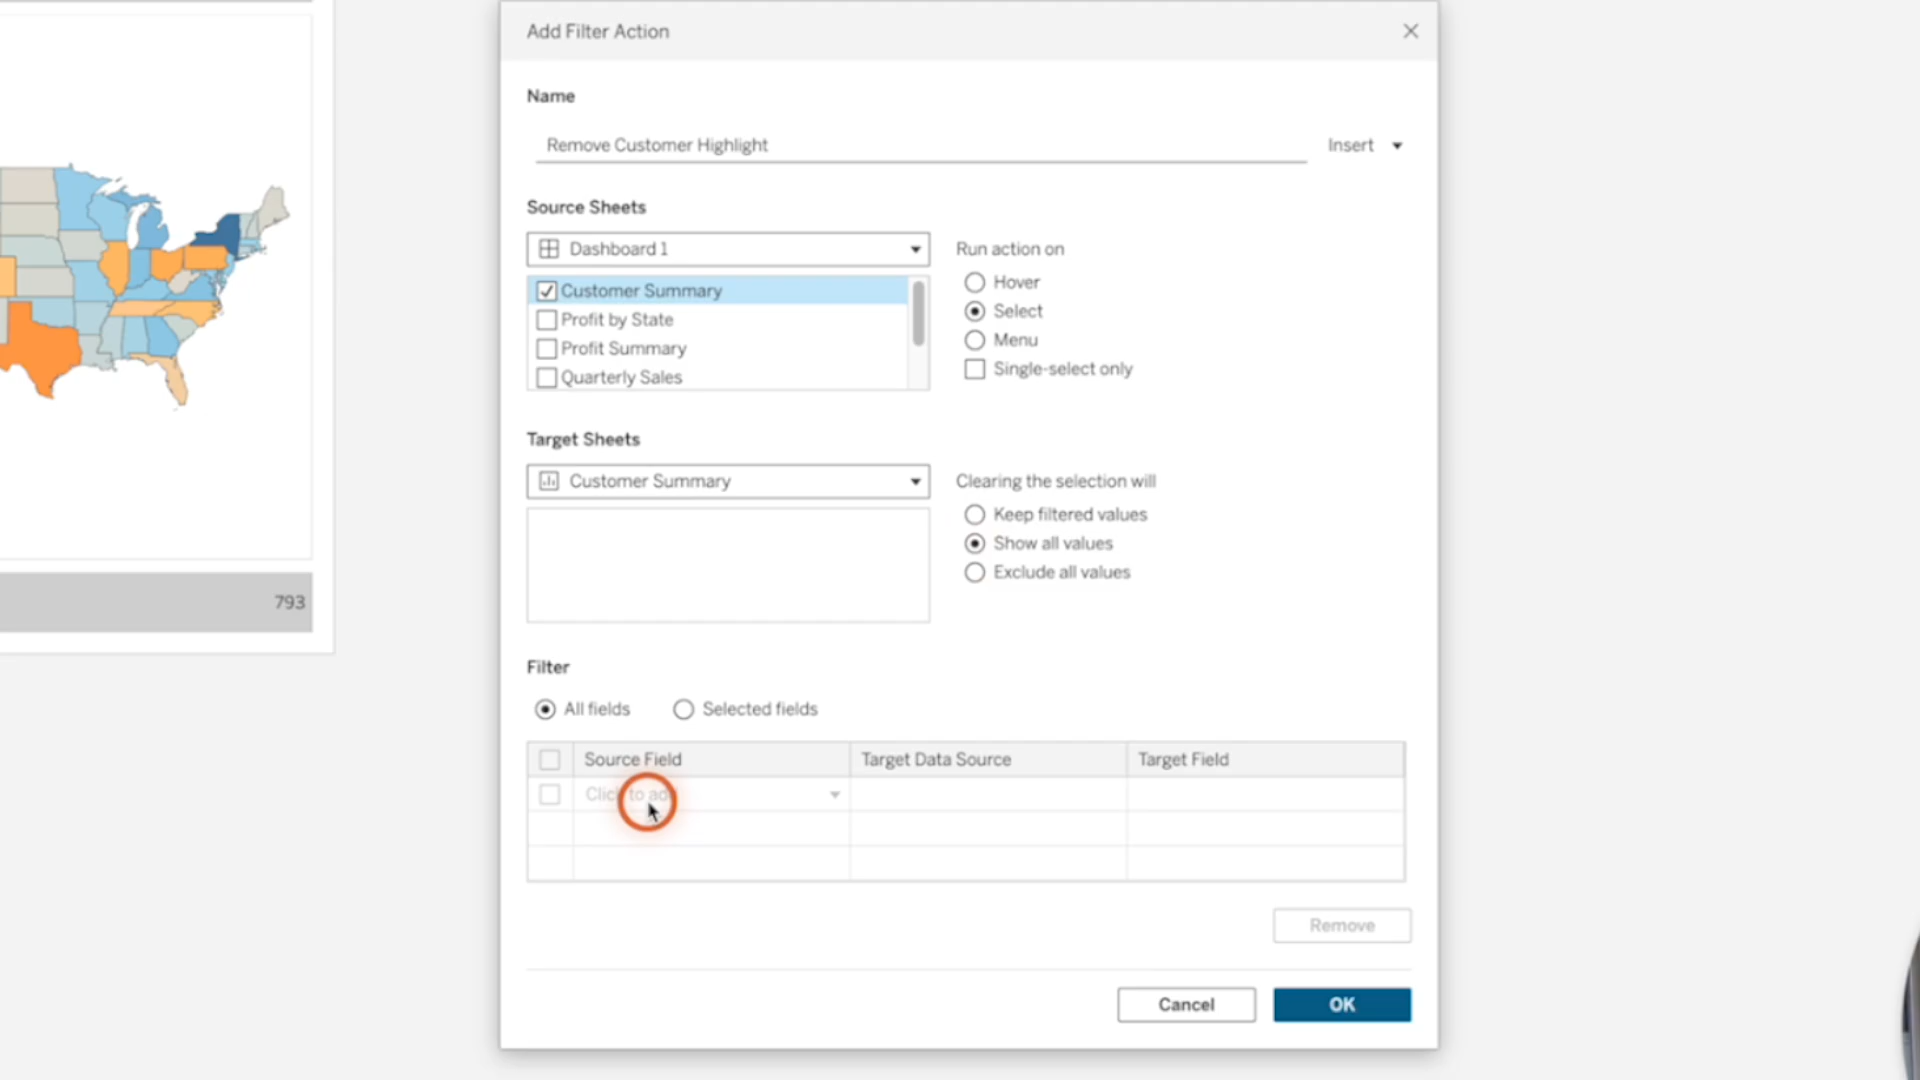 Add Filter Action
Name
Remove Customer Highlight
Insert
Source Sheets
Dashboard 1
Run action on
Customer Summary
Profit by State
Profit Summary
Quarterly Sales
Hover
Select
Menu
Single-select only
Target Sheets
Customer Summary
Clearing the selection will
Keep filtered values
Show all values
Exclude all values
793
Filter
All fields
Selected fields
Source Field
Target Data Source
Target Field
Click to add
Remove
Cancel
OK